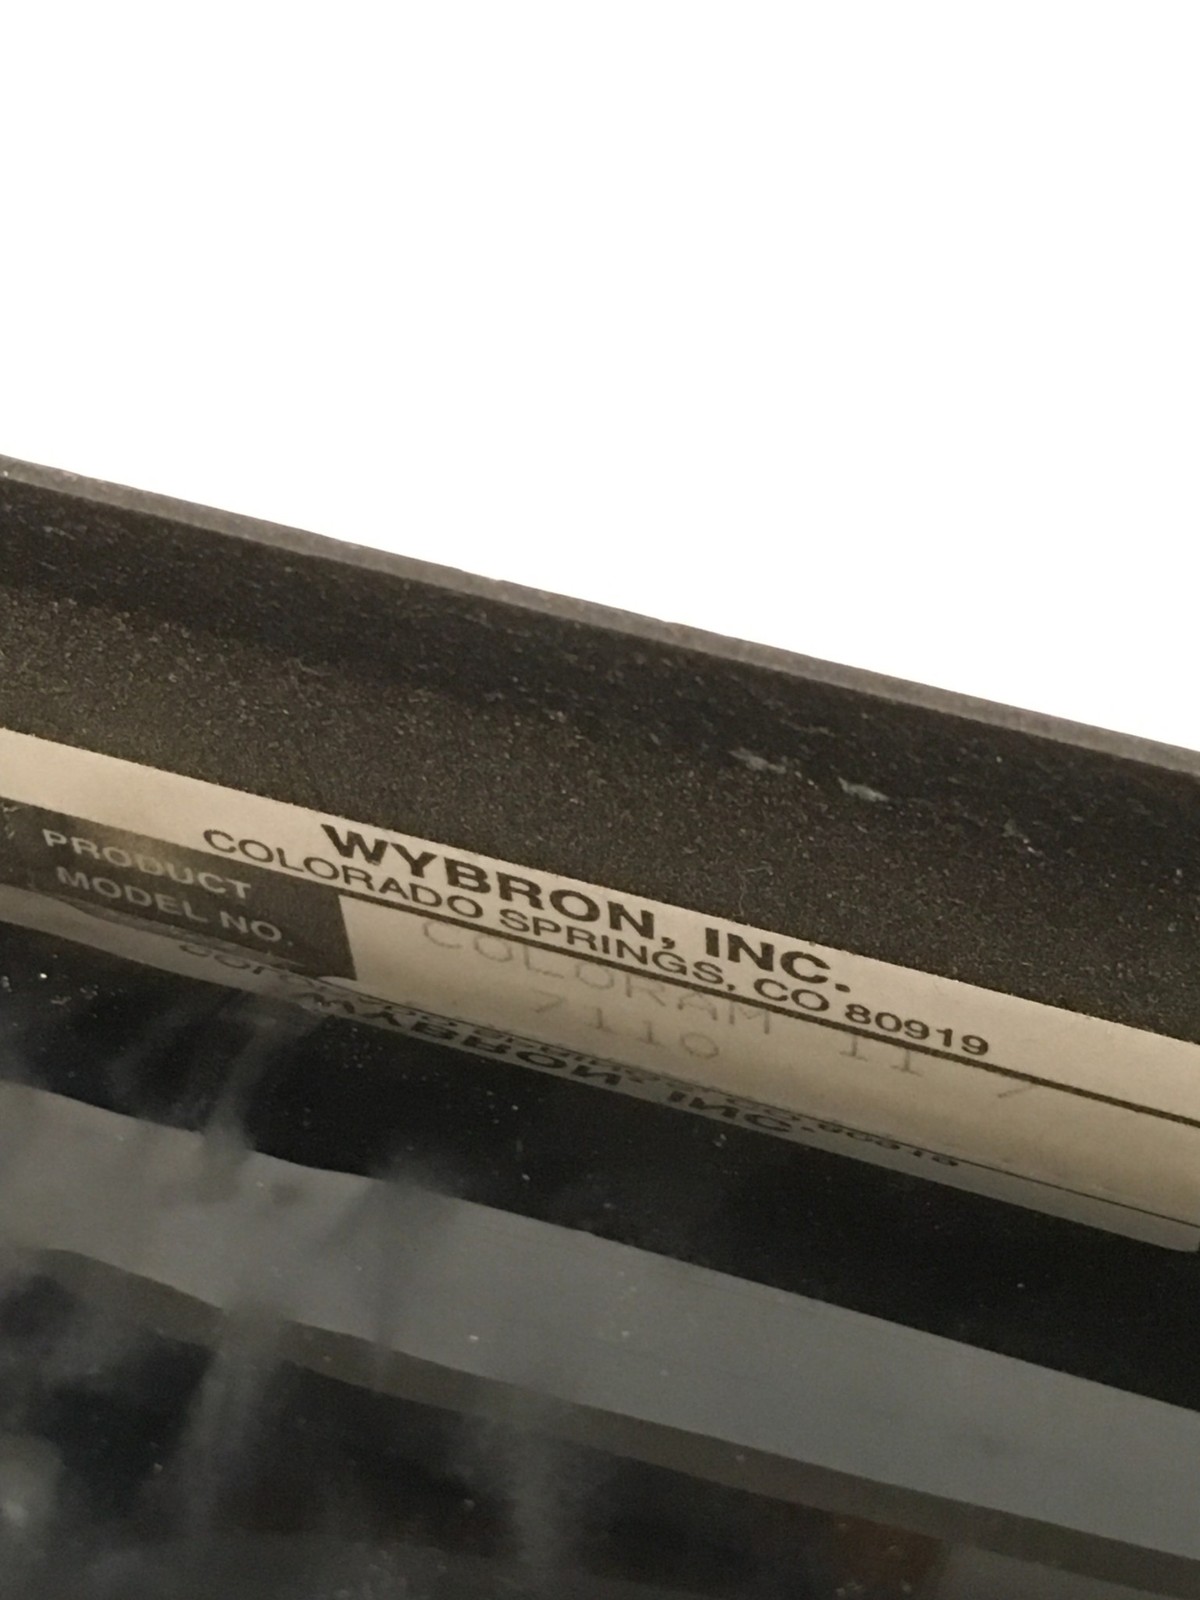 WYBRON, INC.
COLORADO SPRINGS, CO 80919
PRODUCT COLORAM II
MODEL NO. 7110